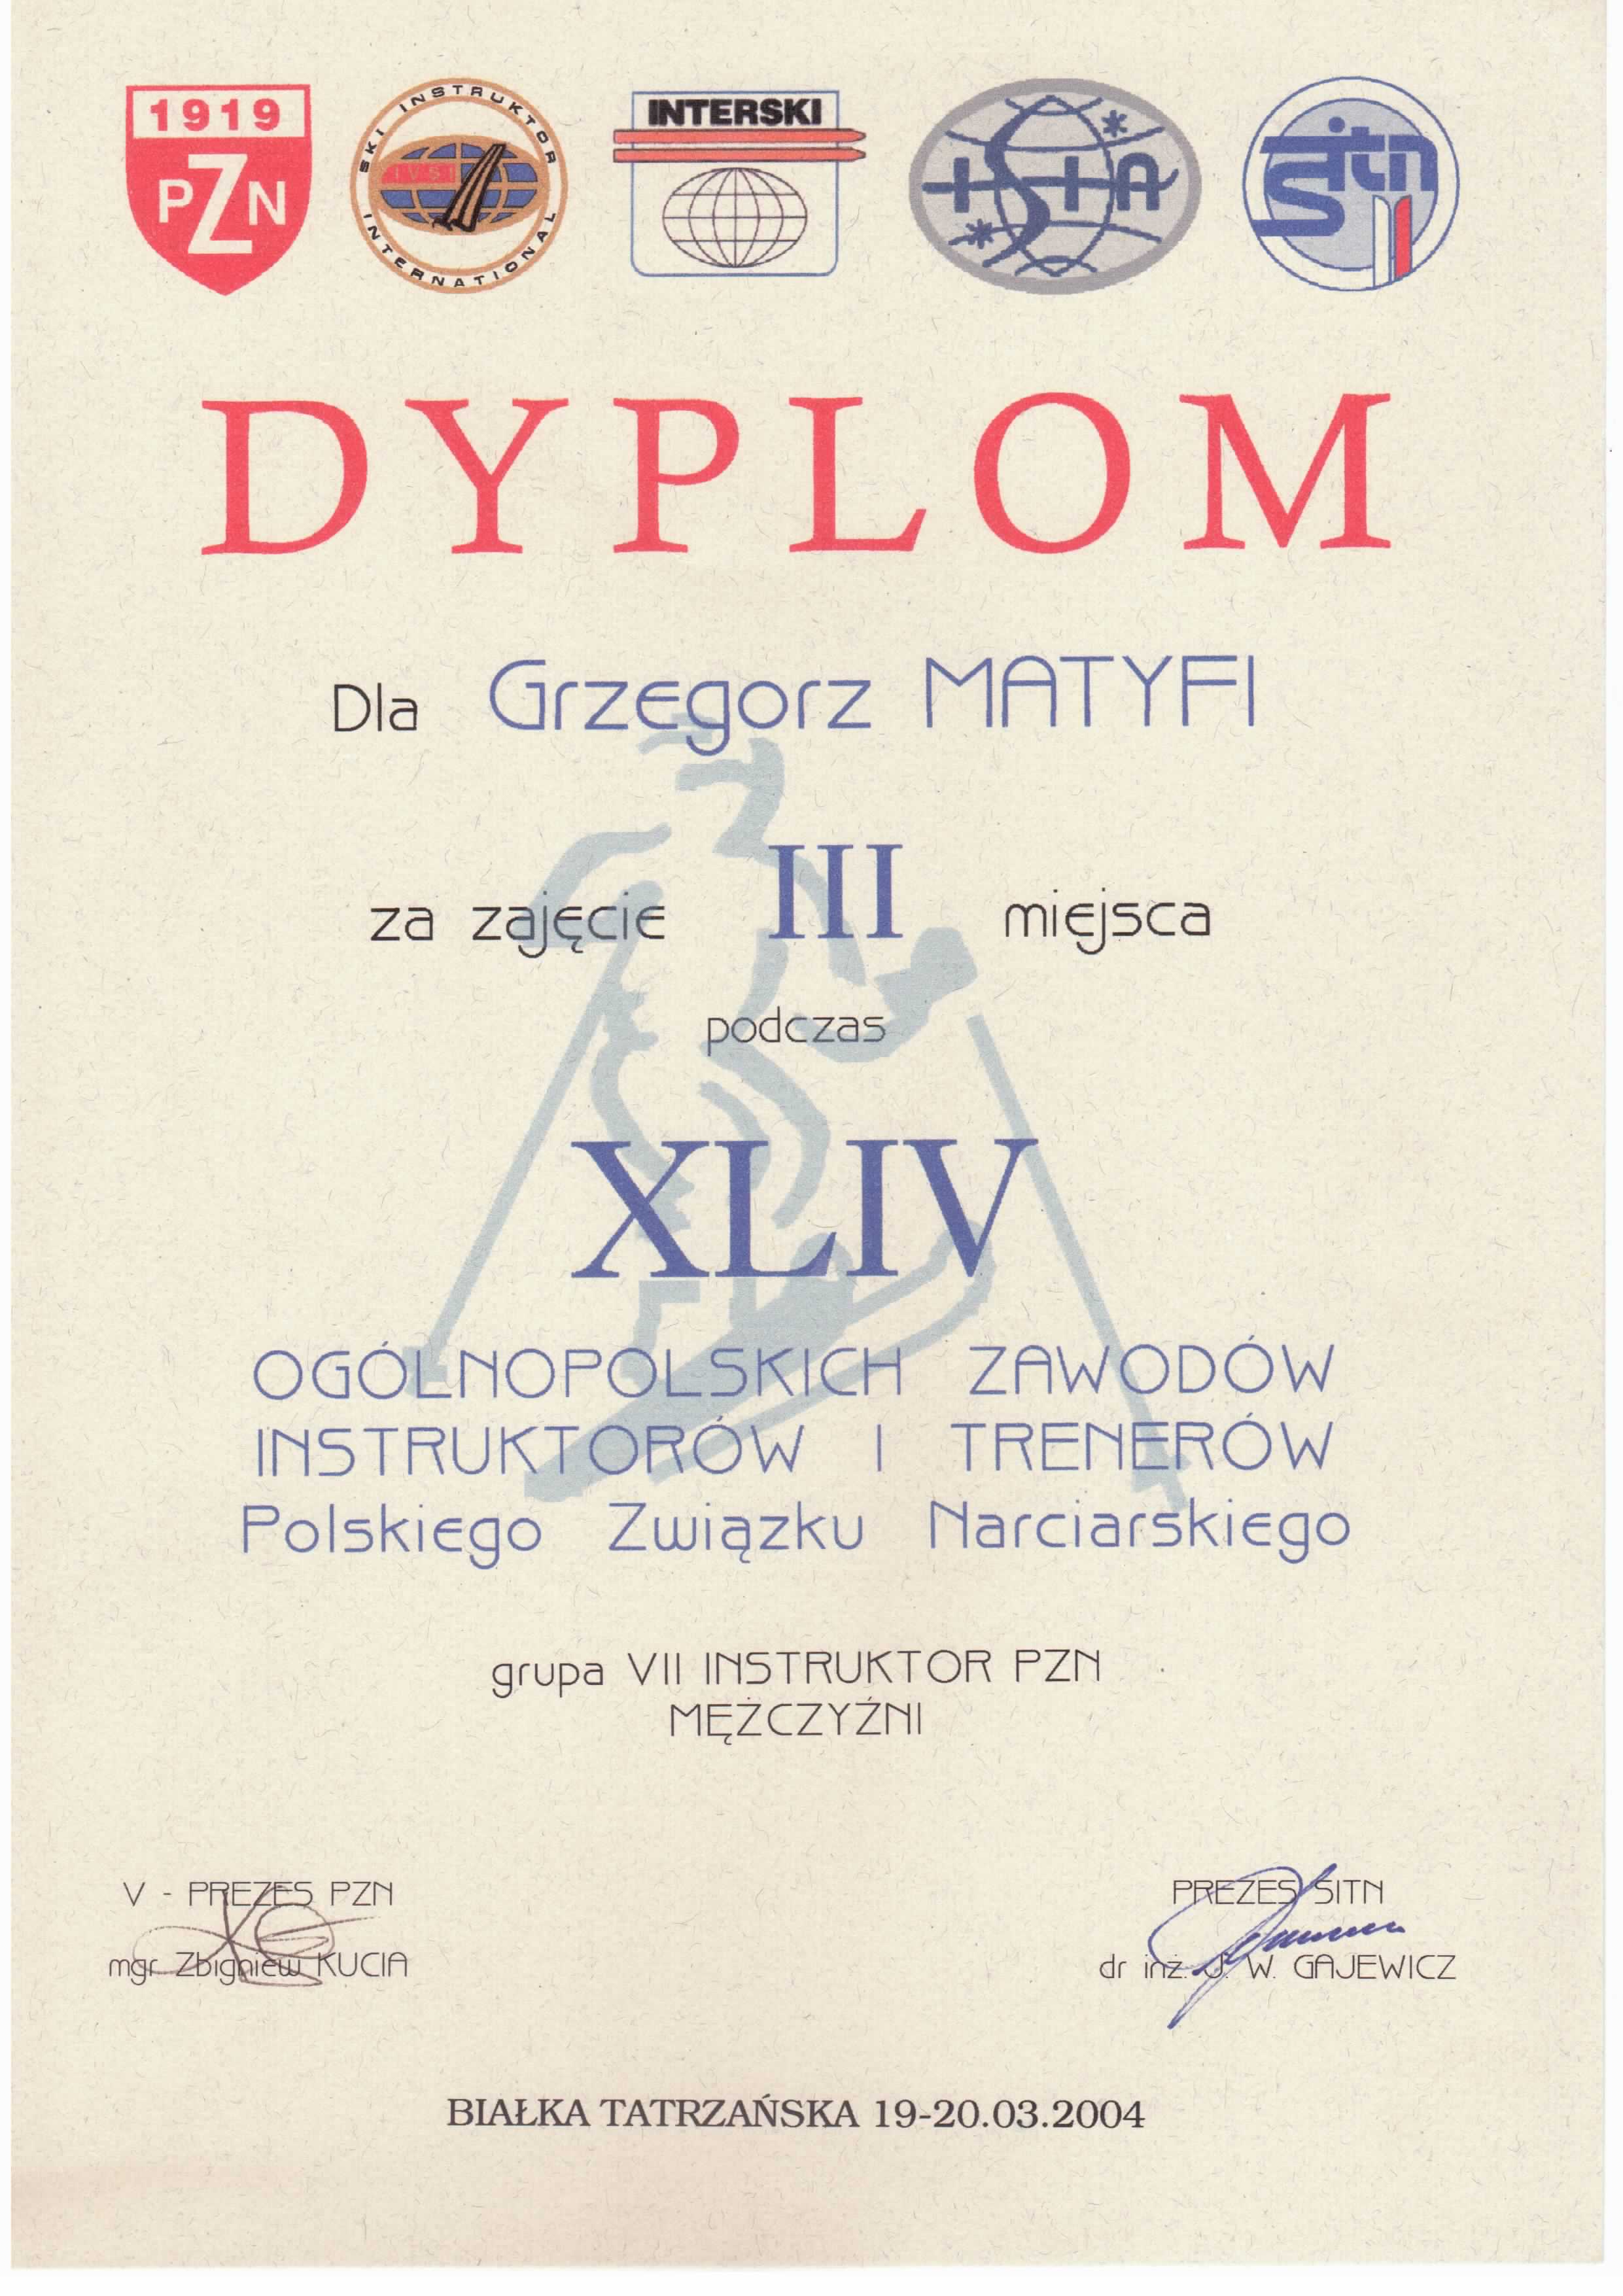 1919
PZN
SKI INSTRUKTOR INTERNATIONAL
IVSI
INTERSKI
ISIA
sitn
DYPLOM
Dla Grzegorz MATYFI
za zajęcie III miejsca
podczas
XLIV
OGÓLNOPOLSKICH ZAWODÓW
INSTRUKTORÓW I TRENERÓW
Polskiego Związku Narciarskiego
grupa VII INSTRUKTOR PZN
MĘŻCZYŹNI
V - PREZES PZN
mgr Zbigniew KUCIA
PREZES SITN
dr inż. J. W. GAJEWICZ
BIAŁKA TATRZAŃSKA 19-20.03.2004